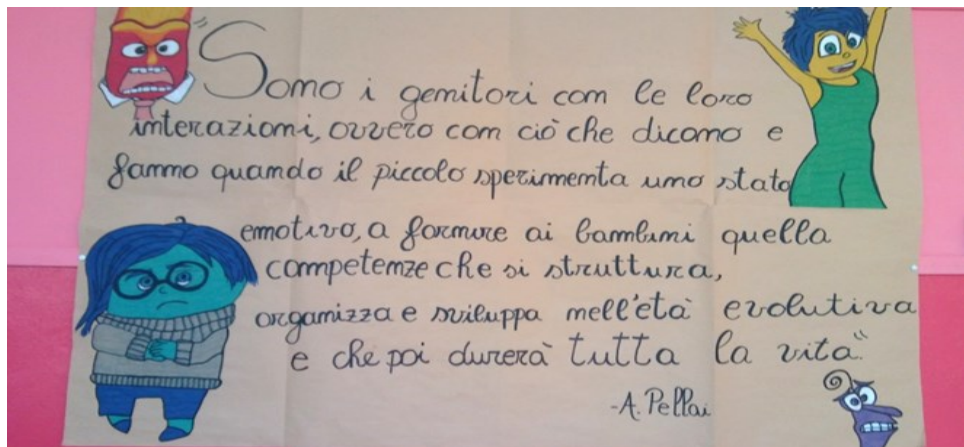 "Sono i genitori con le loro
interazioni, ovvero con ciò che dicono e
fanno quando il piccolo sperimenta uno stato
emotivo, a fornire ai bambini quella
competenze che si struttura,
organizza e sviluppa nell'età evolutiva
e che poi durerà tutta la vita".
-A. Pellai